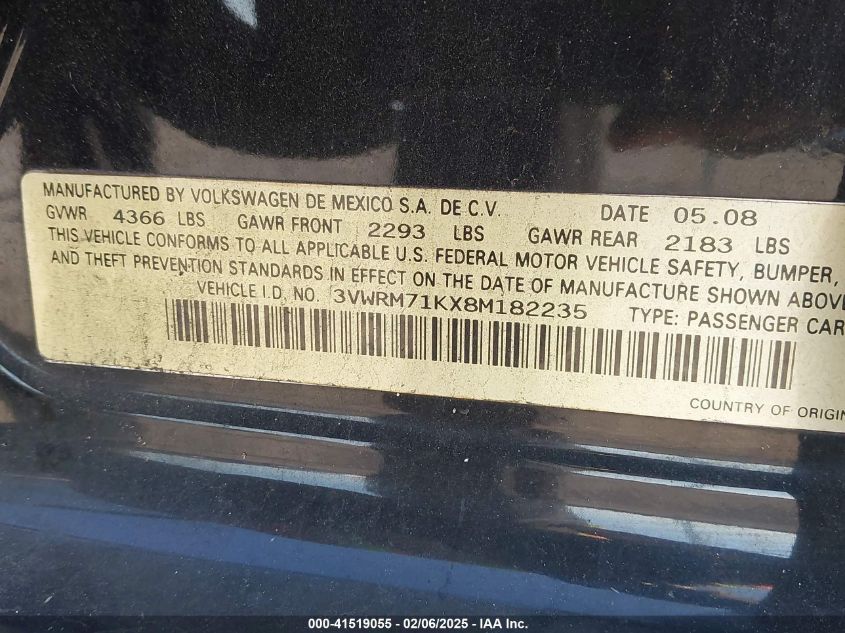 MANUFACTURED BY VOLKSWAGEN DE MEXICO S.A. DE C.V. DATE 05.08
GVWR 4366 LBS GAWR FRONT 2293 LBS GAWR REAR 2183 LBS
THIS VEHICLE CONFORMS TO ALL APPLICABLE U.S. FEDERAL MOTOR VEHICLE SAFETY, BUMPER,
AND THEFT PREVENTION STANDARDS IN EFFECT ON THE DATE OF MANUFACTURE SHOWN ABOVE
VEHICLE I.D. NO. 3VWRM71KX8M182235 TYPE: PASSENGER CAR
COUNTRY OF ORIGIN
000-41519055 - 02/06/2025 - IAA Inc.